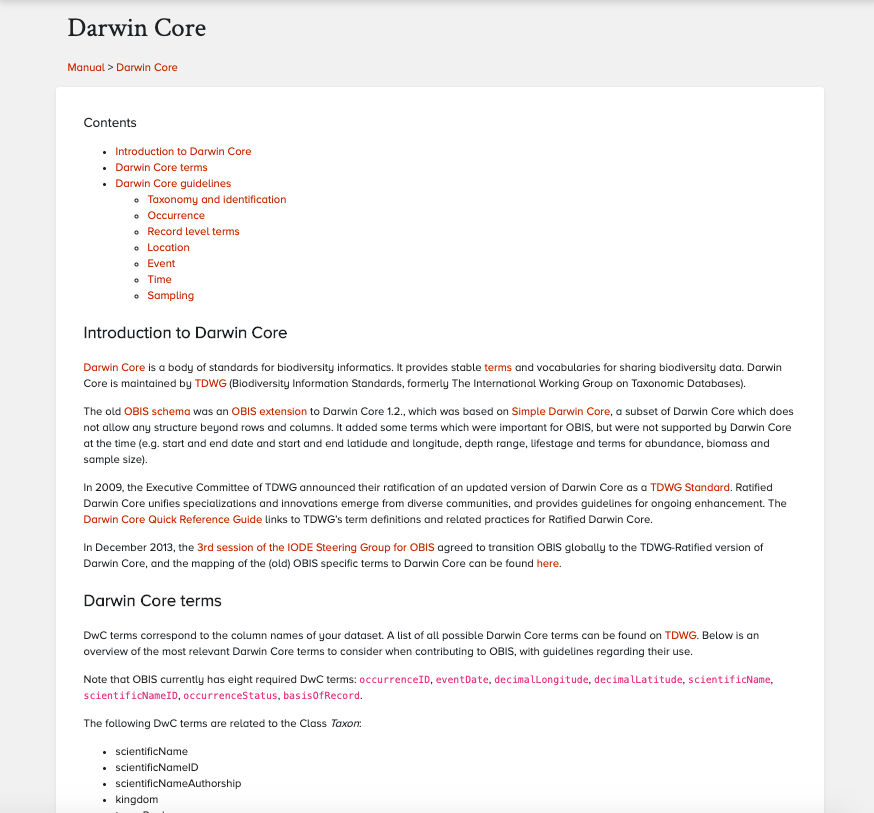 Darwin Core
Manual > Darwin Core
Contents
Introduction to Darwin Core
Darwin Core terms
Darwin Core guidelines
Taxonomy and identification
Occurrence
Record level terms
Location
Event
Time
Sampling
Introduction to Darwin Core
Darwin Core is a body of standards for biodiversity informatics. It provides stable terms and vocabularies for sharing biodiversity data. Darwin
Core is maintained by TDWG (Biodiversity Information Standards, formerly The International Working Group on Taxonomic Databases).
The old OBIS schema was an OBIS extension to Darwin Core 1.2., which was based on Simple Darwin Core, a subset of Darwin Core which does
not allow any structure beyond rows and columns. It added some terms which were important for OBIS, but were not supported by Darwin Core
at the time (e.g. start and end date and start and end latidude and longitude, depth range, lifestage and terms for abundance, biomass and
sample size).
In 2009, the Executive Committee of TDWG announced their ratification of an updated version of Darwin Core as a TDWG Standard. Ratified
Darwin Core unifies specializations and innovations emerge from diverse communities, and provides guidelines for ongoing enhancement. The
Darwin Core Quick Reference Guide links to TDWG's term definitions and related practices for Ratified Darwin Core.
In December 2013, the 3rd session of the IODE Steering Group for OBIS agreed to transition OBIS globally to the TDWG-Ratified version of
Darwin Core, and the mapping of the (old) OBIS specific terms to Darwin Core can be found here.
Darwin Core terms
DwC terms correspond to the column names of your dataset. A list of all possible Darwin Core terms can be found on TDWG. Below is an
overview of the most relevant Darwin Core terms to consider when contributing to OBIS, with guidelines regarding their use.
Note that OBIS currently has eight required DwC terms: occurrenceID, eventDate, decimalLongitude, decimalLatitude, scientificName,
scientificNameID, occurrenceStatus, basisOfRecord.
The following DwC terms are related to the Class Taxon:
scientificName
scientificNameID
scientificNameAuthorship
kingdom